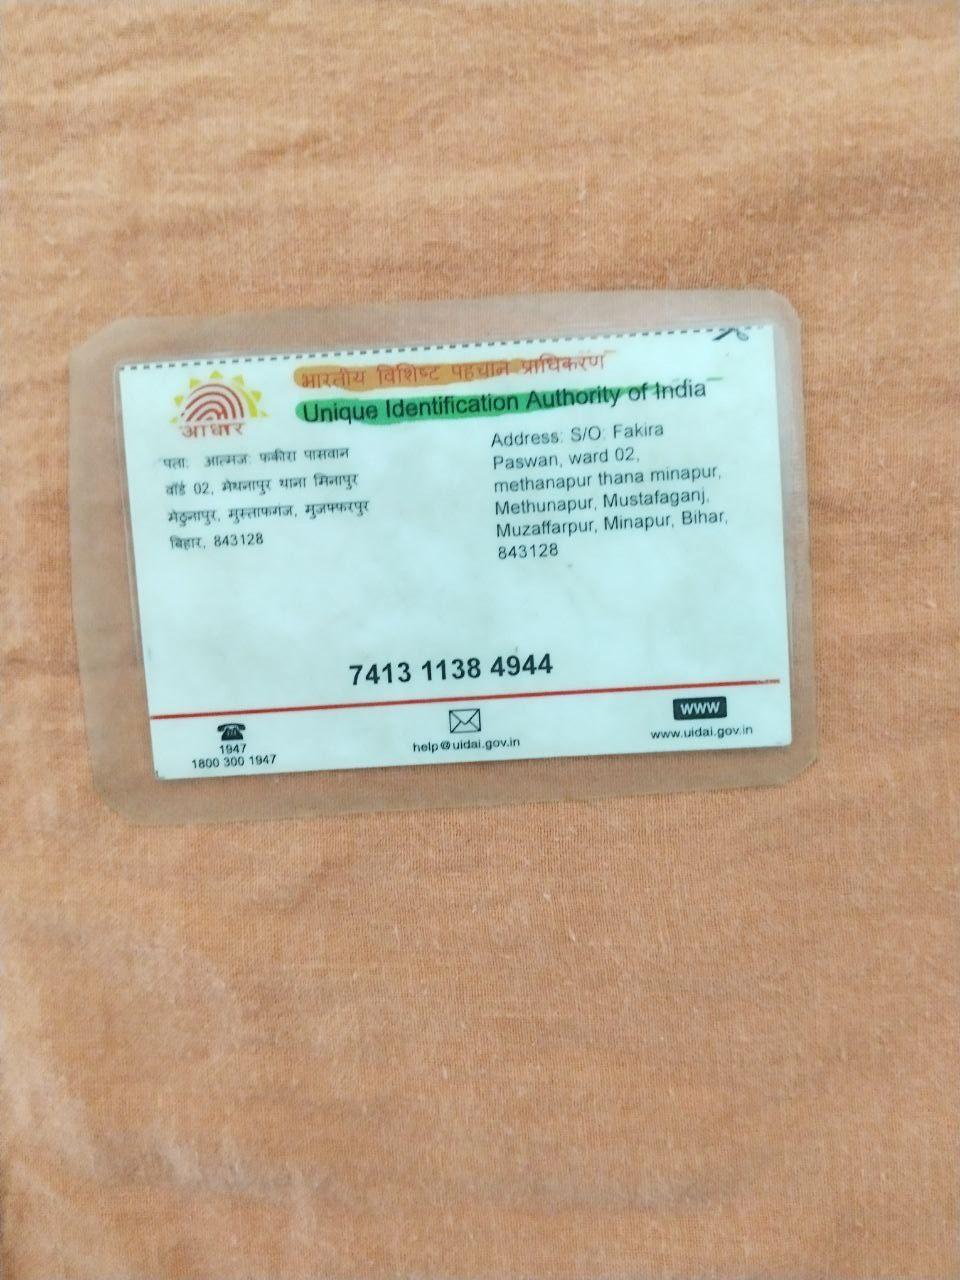 भारतीय विशिष्ट पहचान प्राधिकरण
Unique Identification Authority of India
आधार
पता: आत्मज: फकीरा पासवान
वॉर्ड 02, मेथनापुर थाना मिनापुर
मेठुनापुर, मुस्ताफगंज, मुजफ्फरपुर
बिहार, 843128
Address: S/O: Fakira
Paswan, ward 02,
methanapur thana minapur,
Methunapur, Mustafaganj,
Muzaffarpur, Minapur, Bihar,
843128
7413 1138 4944
1947
1800 300 1947
help@uidai.gov.in
www
www.uidai.gov.in